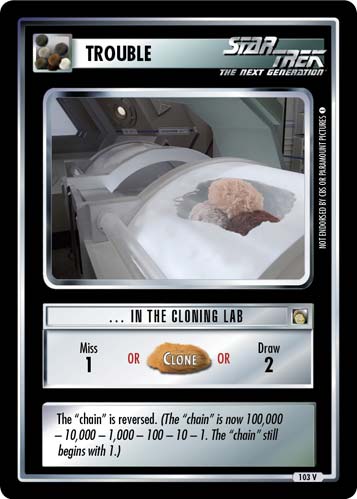 TROUBLE
STAR TREK
THE NEXT GENERATION
NOT ENDORSED BY CBS OR PARAMOUNT PICTURES
. . . IN THE CLONING LAB
Miss
1
OR
CLONE
OR
Draw
2
The “chain” is reversed. (The “chain” is now 100,000
– 10,000 – 1,000 – 100 – 10 – 1. The “chain” still
begins with 1.)
103 V